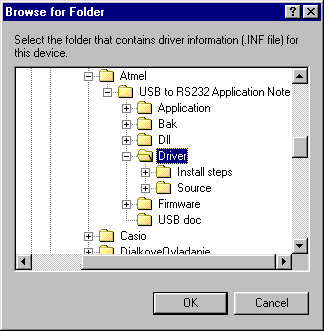 Browse for Folder
Select the folder that contains driver information (.INF file) for
this device.
Atmel
USB to RS232 Application Note
Application
Bak
Dll
Driver
Install steps
Source
Firmware
USB doc
Casio
DialkoveOvladanie
OK
Cancel